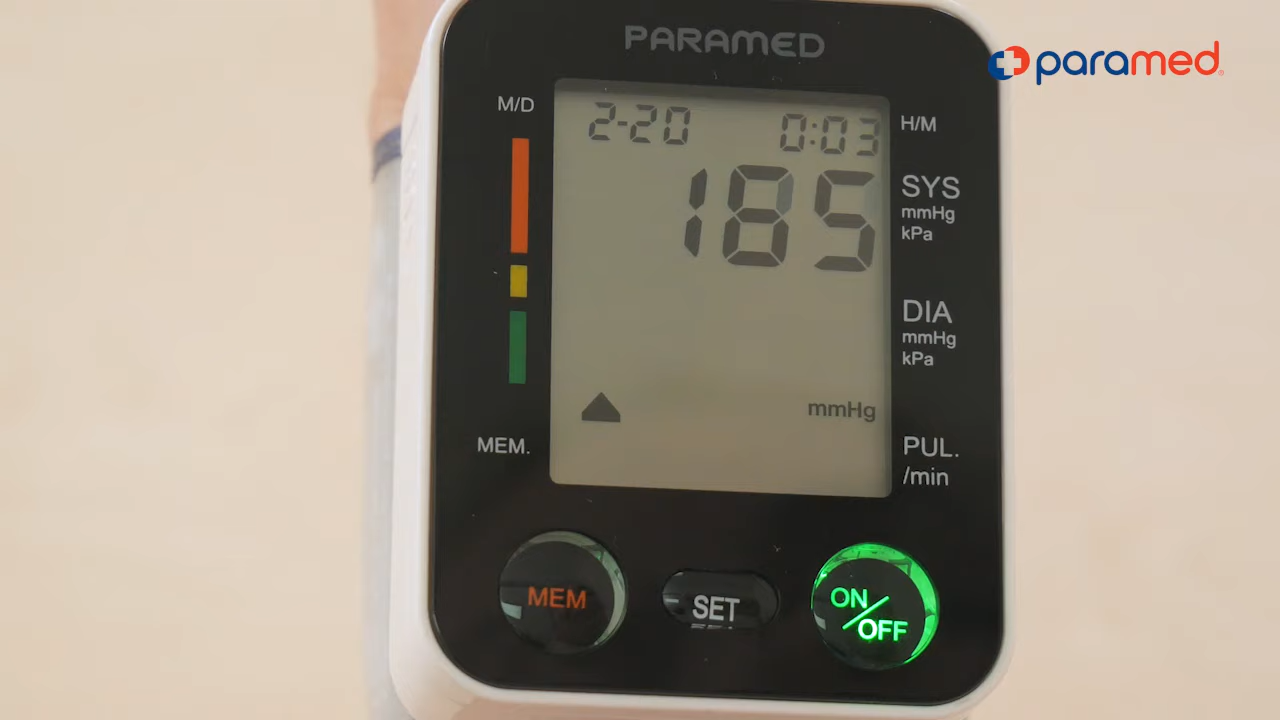 PARAMED
paramed
M/D
2-20 0:03
H/M
185
SYS
mmHg
kPa
DIA
mmHg
kPa
mmHg
MEM.
PUL.
/min
MEM
SET
ON/OFF